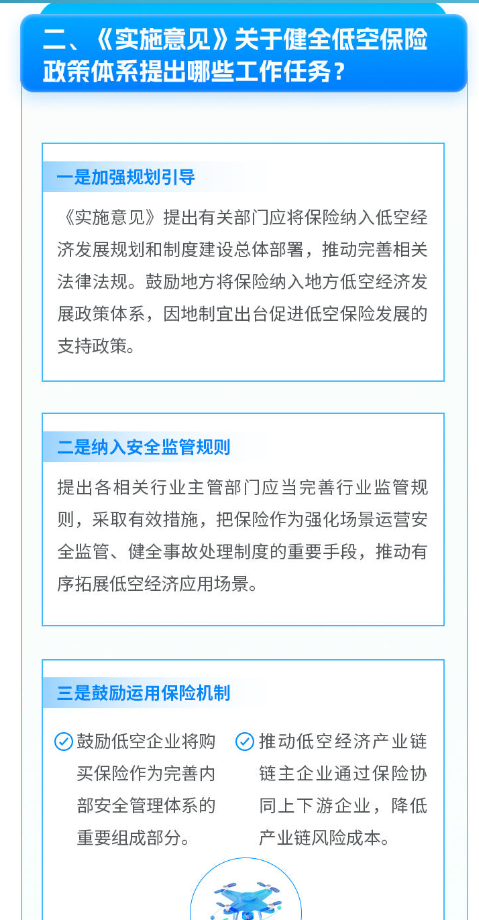 二、《实施意见》关于健全低空保险
政策体系提出哪些工作任务？
一是加强规划引导
《实施意见》提出有关部门应将保险纳入低空经
济发展规划和制度建设总体部署，推动完善相关
法律法规。鼓励地方将保险纳入地方低空经济发
展政策体系，因地制宜出台促进低空保险发展的
支持政策。
二是纳入安全监管规则
提出各相关行业主管部门应当完善行业监管规
则，采取有效措施，把保险作为强化场景运营安
全监管、健全事故处理制度的重要手段，推动有
序拓展低空经济应用场景。
三是鼓励运用保险机制
鼓励低空企业将购
买保险作为完善内
部安全管理体系的
重要组成部分。
推动低空经济产业链
链主企业通过保险协
同上下游企业，降低
产业链风险成本。